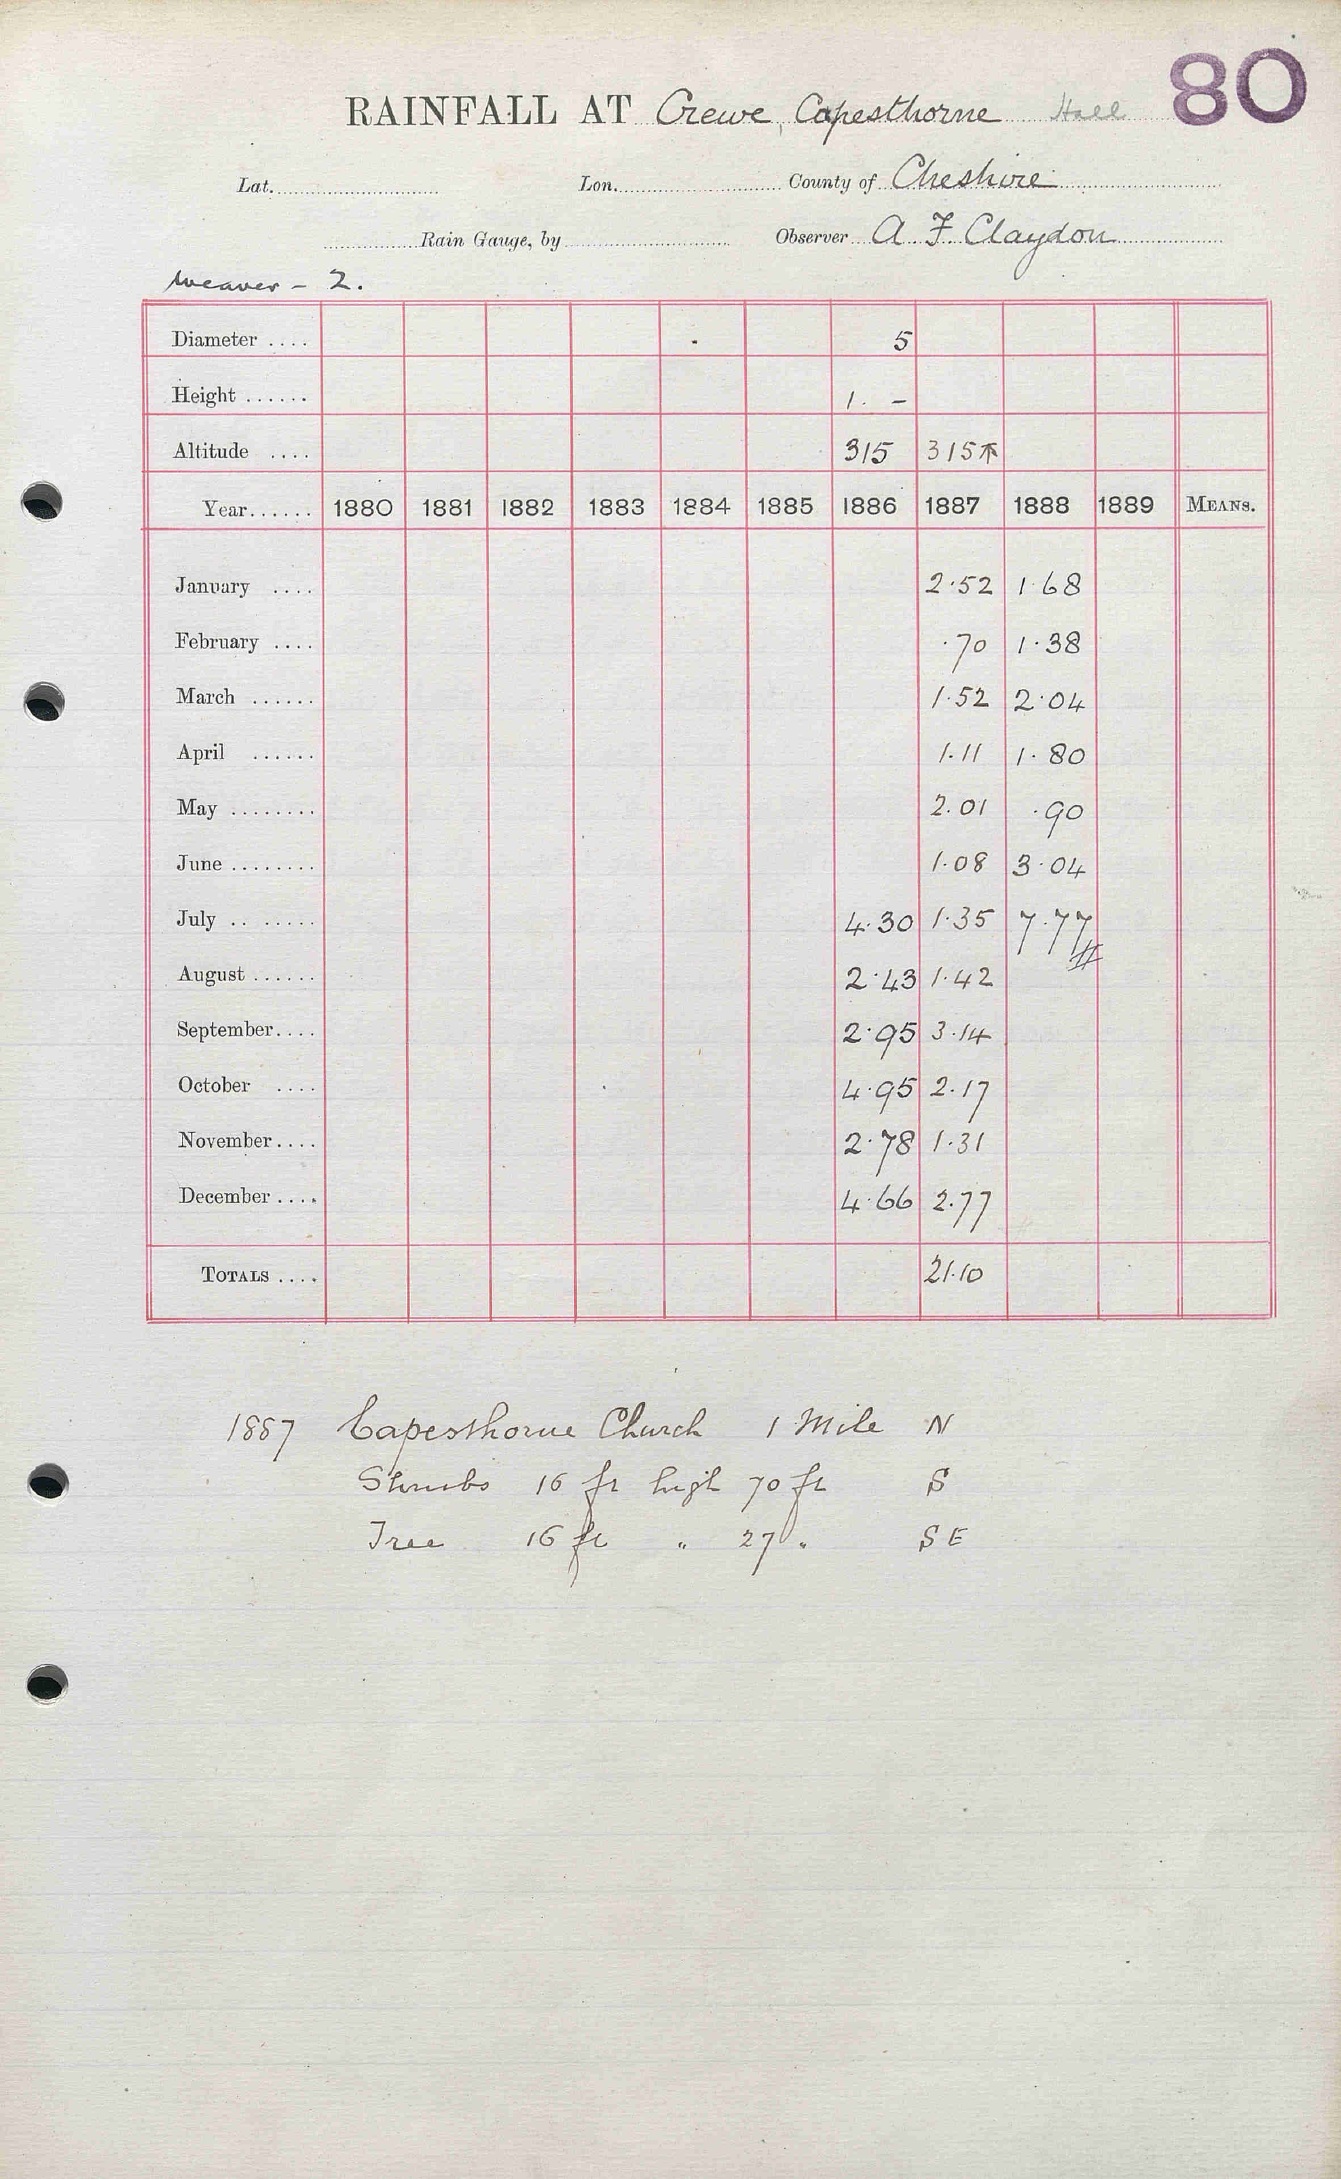 80
RAINFALL AT Crewe, Capesthorne Hall
Lat. Lon. County of Cheshire
Rain Gauge, by Observer A F Claydon
Weaver - 2.
Diameter .... 5
Height ...... 1. -
Altitude .... 315 315
Year...... 1880 1881 1882 1883 1884 1885 1886 1887 1888 1889 MEANS.
January .... 2.52 1.68
February .... .70 1.38
March ...... 1.52 2.04
April ...... 1.11 1.80
May ........ 2.01 .90
June ........ 1.08 3.04
July .. ...... 4.30 1.35 7.77
August ...... 2.43 1.42
September.... 2.95 3.14
October .... 4.95 2.17
November.... 2.78 1.31
December .... 4.66 2.77
TOTALS .... 21.10
1887 Capesthorne Church 1 Mile N
Shrubs 16 ft high 70 ft S
Tree 16 ft " 27 " SE